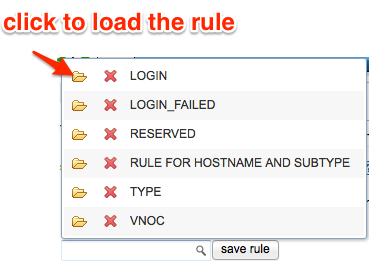 click to load the rule
LOGIN
LOGIN_FAILED
RESERVED
RULE FOR HOSTNAME AND SUBTYPE
TYPE
VNOC
save rule